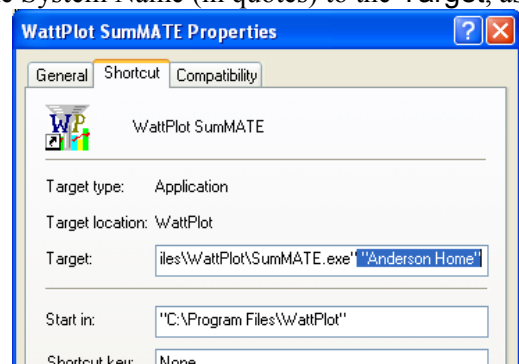 System Name (in quotes) to the Target, as
WattPlot SumMATE Properties
General Shortcut Compatibility
WattPlot SumMATE
Target type: Application
Target location: WattPlot
Target: iles\WattPlot\SumMATE.exe" "Anderson Home"
Start in: "C:\Program Files\WattPlot"
Shortcut key: None